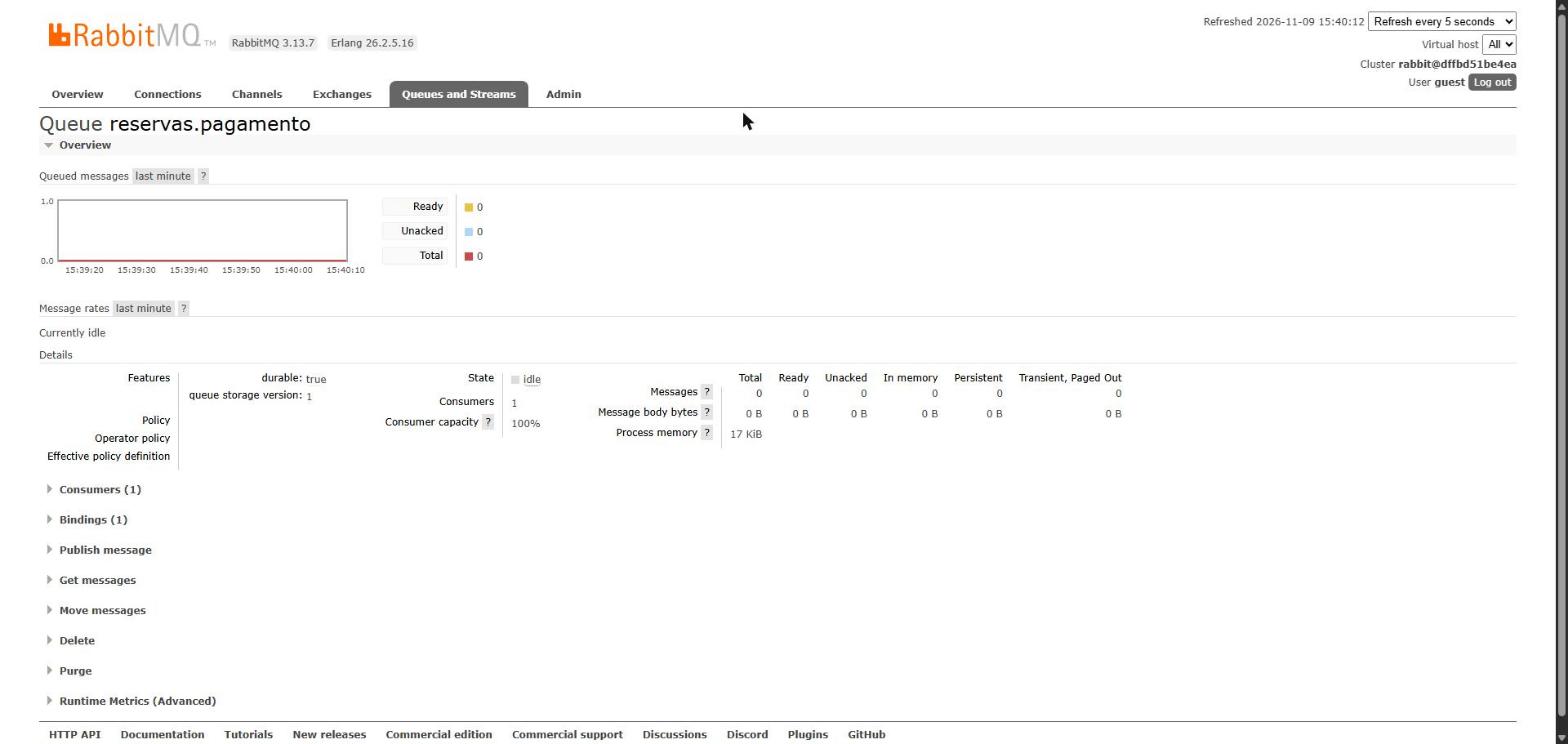 RabbitMQ TM RabbitMQ 3.13.7 Erlang 26.2.5.16
Refreshed 2026-11-09 15:40:12 Refresh every 5 seconds
Virtual host All
Cluster rabbit@dffbd51be4ea
User guest Log out
Overview Connections Channels Exchanges Queues and Streams Admin
Queue reservas.pagamento
Overview
Queued messages last minute ?
1.0
0.0
15:39:20 15:39:30 15:39:40 15:39:50 15:40:00 15:40:10
Ready 0
Unacked 0
Total 0
Message rates last minute ?
Currently idle
Details
Features durable: true
queue storage version: 1
Policy
Operator policy
Effective policy definition
State idle
Consumers 1
Consumer capacity ? 100%
Total Ready Unacked In memory Persistent Transient, Paged Out
Messages ? 0 0 0 0 0 0
Message body bytes ? 0 B 0 B 0 B 0 B 0 B 0 B
Process memory ? 17 KiB
Consumers (1)
Bindings (1)
Publish message
Get messages
Move messages
Delete
Purge
Runtime Metrics (Advanced)
HTTP API Documentation Tutorials New releases Commercial edition Commercial support Discussions Discord Plugins GitHub